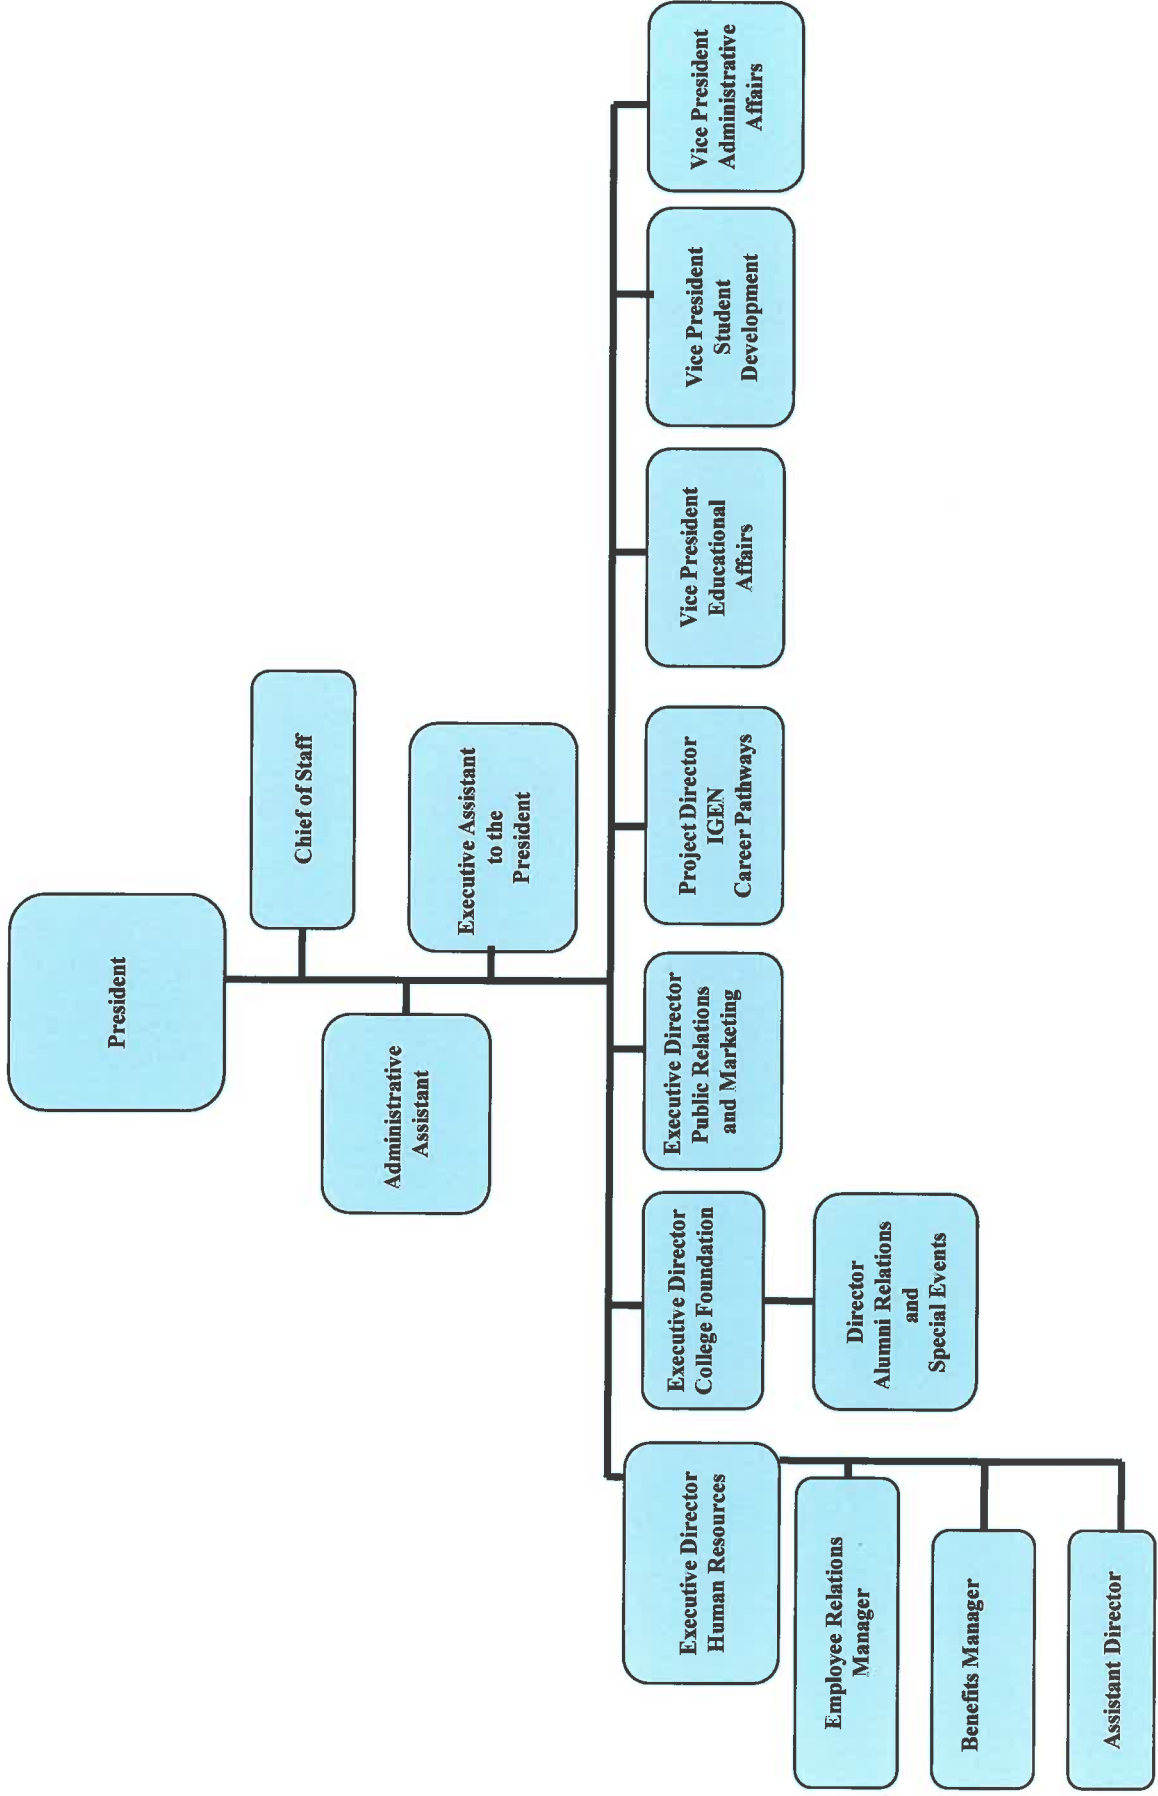 President
Chief of Staff
Administrative
Assistant
Executive Assistant
to the
President
Executive Director
Human Resources
Executive Director
College Foundation
Executive Director
Public Relations
and Marketing
Project Director
IGEN
Career Pathways
Vice President
Educational
Affairs
Vice President
Student
Development
Vice President
Administrative
Affairs
Employee Relations
Manager
Benefits Manager
Assistant Director
Director
Alumni Relations
and
Special Events